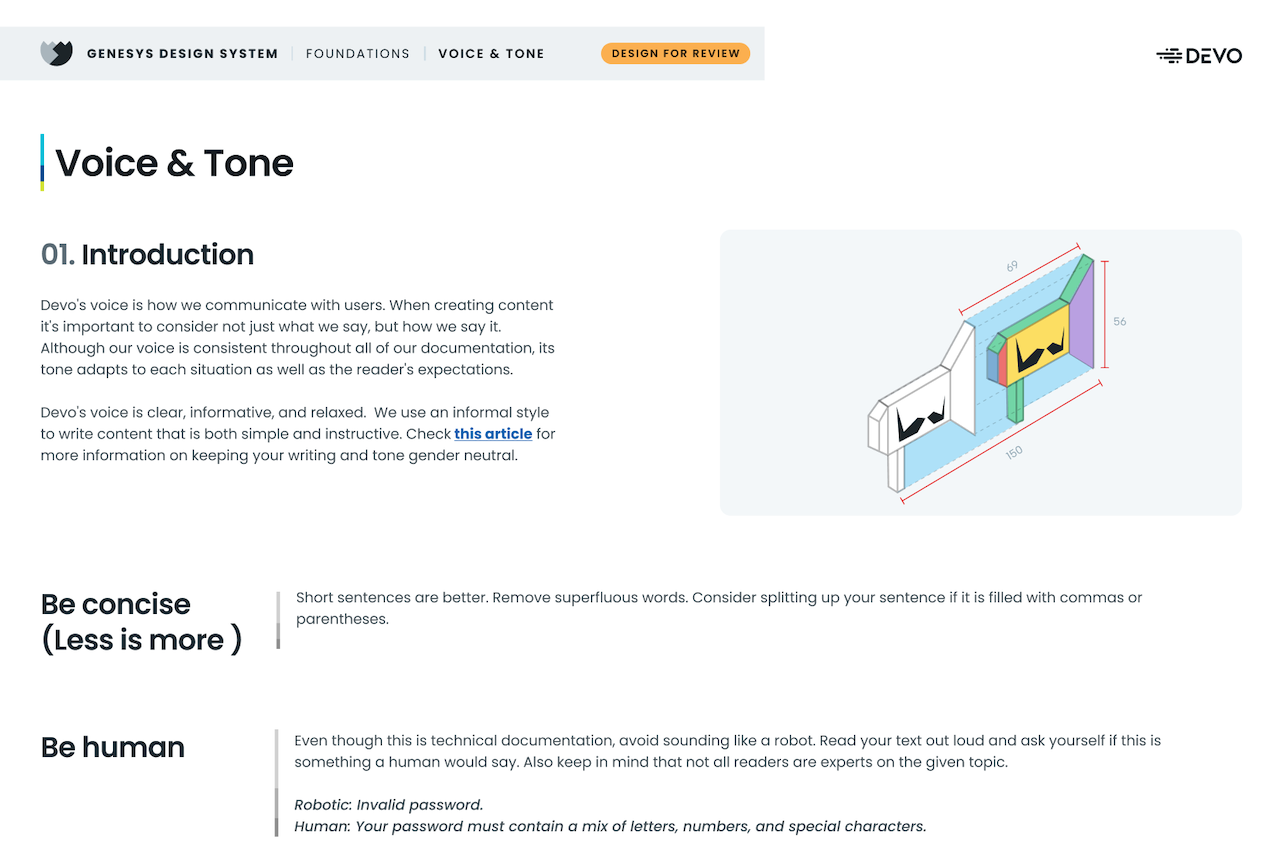 GENESYS DESIGN SYSTEM FOUNDATIONS VOICE & TONE DESIGN FOR REVIEW
DEVO
Voice & Tone
01. Introduction
Devo's voice is how we communicate with users. When creating content
it's important to consider not just what we say, but how we say it.
Although our voice is consistent throughout all of our documentation, its
tone adapts to each situation as well as the reader's expectations.
Devo's voice is clear, informative, and relaxed.  We use an informal style
to write content that is both simple and instructive. Check this article for
more information on keeping your writing and tone gender neutral.
69
56
150
Be concise
(Less is more )
Short sentences are better. Remove superfluous words. Consider splitting up your sentence if it is filled with commas or
parentheses.
Be human
Even though this is technical documentation, avoid sounding like a robot. Read your text out loud and ask yourself if this is
something a human would say. Also keep in mind that not all readers are experts on the given topic.
Robotic: Invalid password.
Human: Your password must contain a mix of letters, numbers, and special characters.